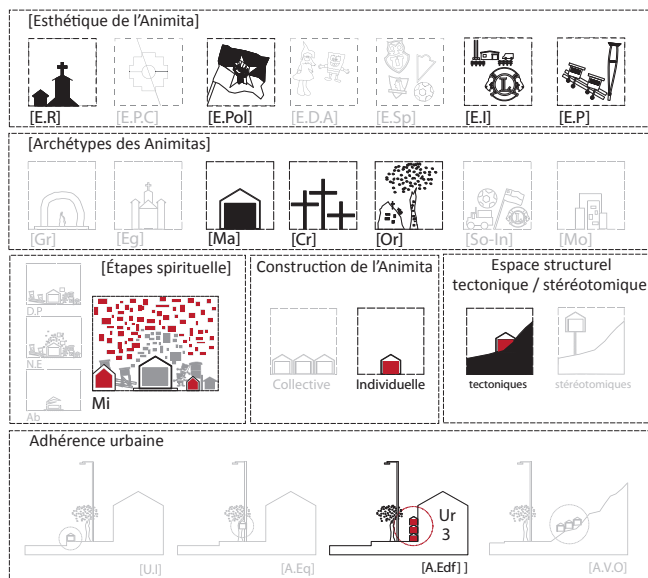 [Esthétique de l'Animita]
[E.R] [E.P.C] [E.Pol] [E.D.A] [E.Sp] [E.I] [E.P]
[Archétypes des Animitas]
[Gr] [Eg] [Ma] [Cr] [Or] [So-In] [Mo]
[Étapes spirituelle]
D.P
N.E
Ab
Mi
Construction de l'Animita
Collective Individuelle
Espace structurel
tectonique / stéréotomique
tectoniques stéréotomiques
Adhérence urbaine
Ur
3
[U.I] [A.Eq] [A.Edf] ] [A.V.O]